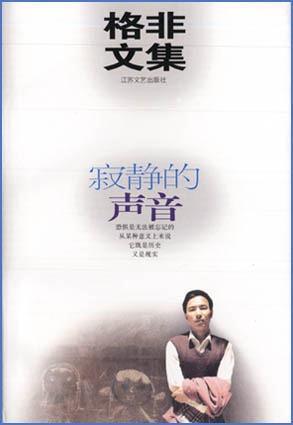 格非
文集
江苏文艺出版社
寂静的
声音
恐惧是无法被忘记的
从某种意义上来说
它既是历史
又是现实